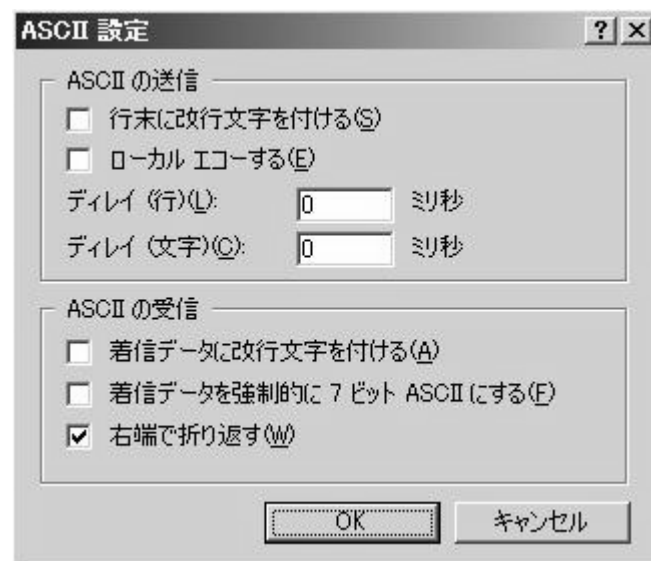 ASCII 設定
ASCII の送信
行末に改行文字を付ける(S)
ローカル エコーする(E)
ディレイ (行)(L): 0 ミリ秒
ディレイ (文字)(C): 0 ミリ秒
ASCII の受信
着信データに改行文字を付ける(A)
着信データを強制的に 7 ビット ASCII にする(F)
右端で折り返す(W)
OK キャンセル